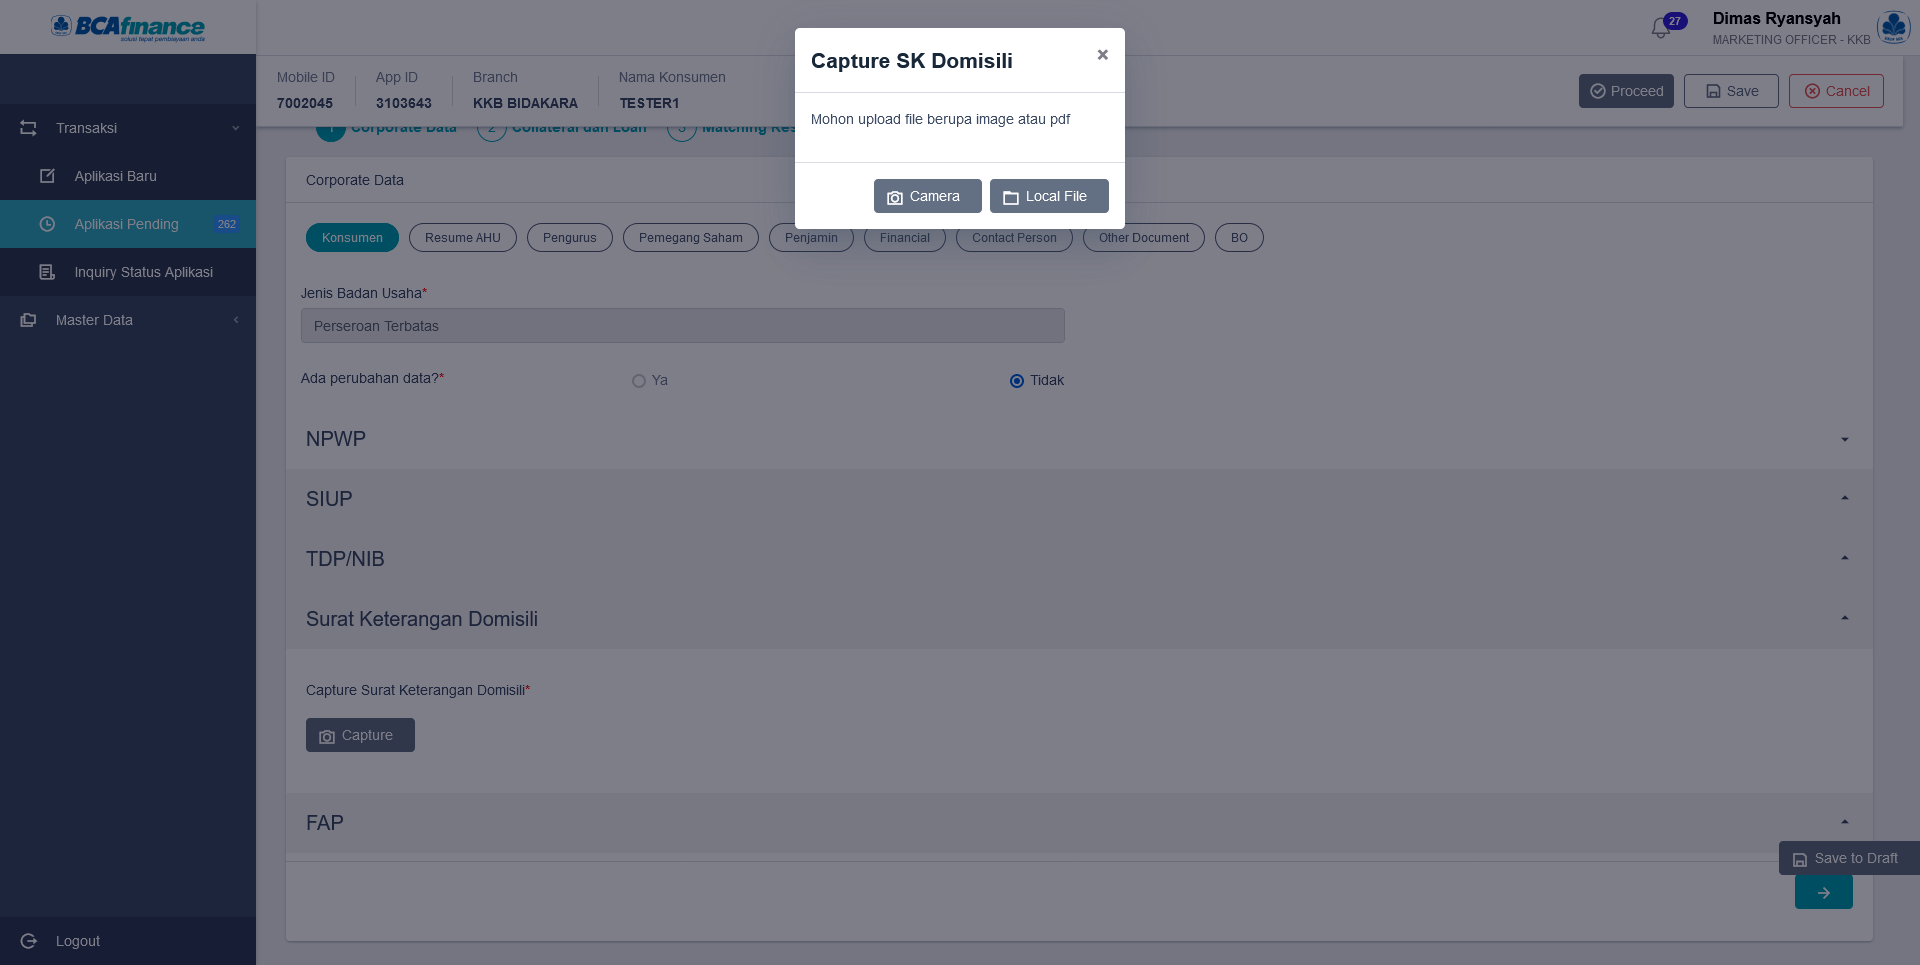 BCAfinance
solusi tepat pembiayaan anda
27
Dimas Ryansyah
MARKETING OFFICER - KKB
Mobile ID
7002045
App ID
3103643
Branch
KKB BIDAKARA
Nama Konsumen
TESTER1
Proceed
Save
Cancel
Capture SK Domisili
×
Mohon upload file berupa image atau pdf
Camera
Local File
Transaksi
Aplikasi Baru
Aplikasi Pending
262
Inquiry Status Aplikasi
Master Data
Logout
1 Corporate Data
2 Collateral dan Loan
3 Matching Res
Corporate Data
Konsumen
Resume AHU
Pengurus
Pemegang Saham
Penjamin
Financial
Contact Person
Other Document
BO
Jenis Badan Usaha*
Perseroan Terbatas
Ada perubahan data?*
Ya
Tidak
NPWP
SIUP
TDP/NIB
Surat Keterangan Domisili
Capture Surat Keterangan Domisili*
Capture
FAP
Save to Draft